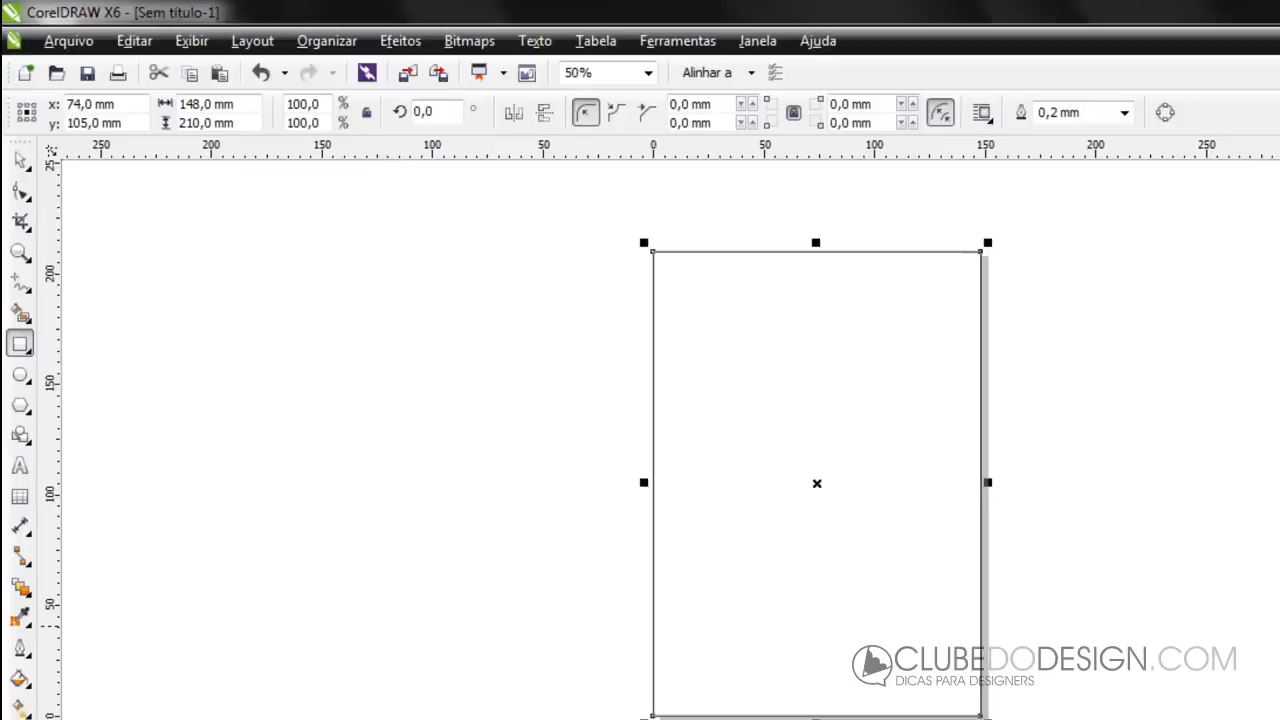 CorelDRAW X6 - [Sem título-1]
Arquivo Editar Exibir Layout Organizar Efeitos Bitmaps Texto Tabela Ferramentas Janela Ajuda
50% Alinhar a
x: 74,0 mm 148,0 mm 100,0 % 0,0 ° 0,0 mm 0,0 mm 0,2 mm
y: 105,0 mm 210,0 mm 100,0 % 0,0 mm 0,0 mm
250 200 150 100 50 0 50 100 150 200 250
25
200
150
100
50
0
CLUBEDODESIGN.COM
DICAS PARA DESIGNERS